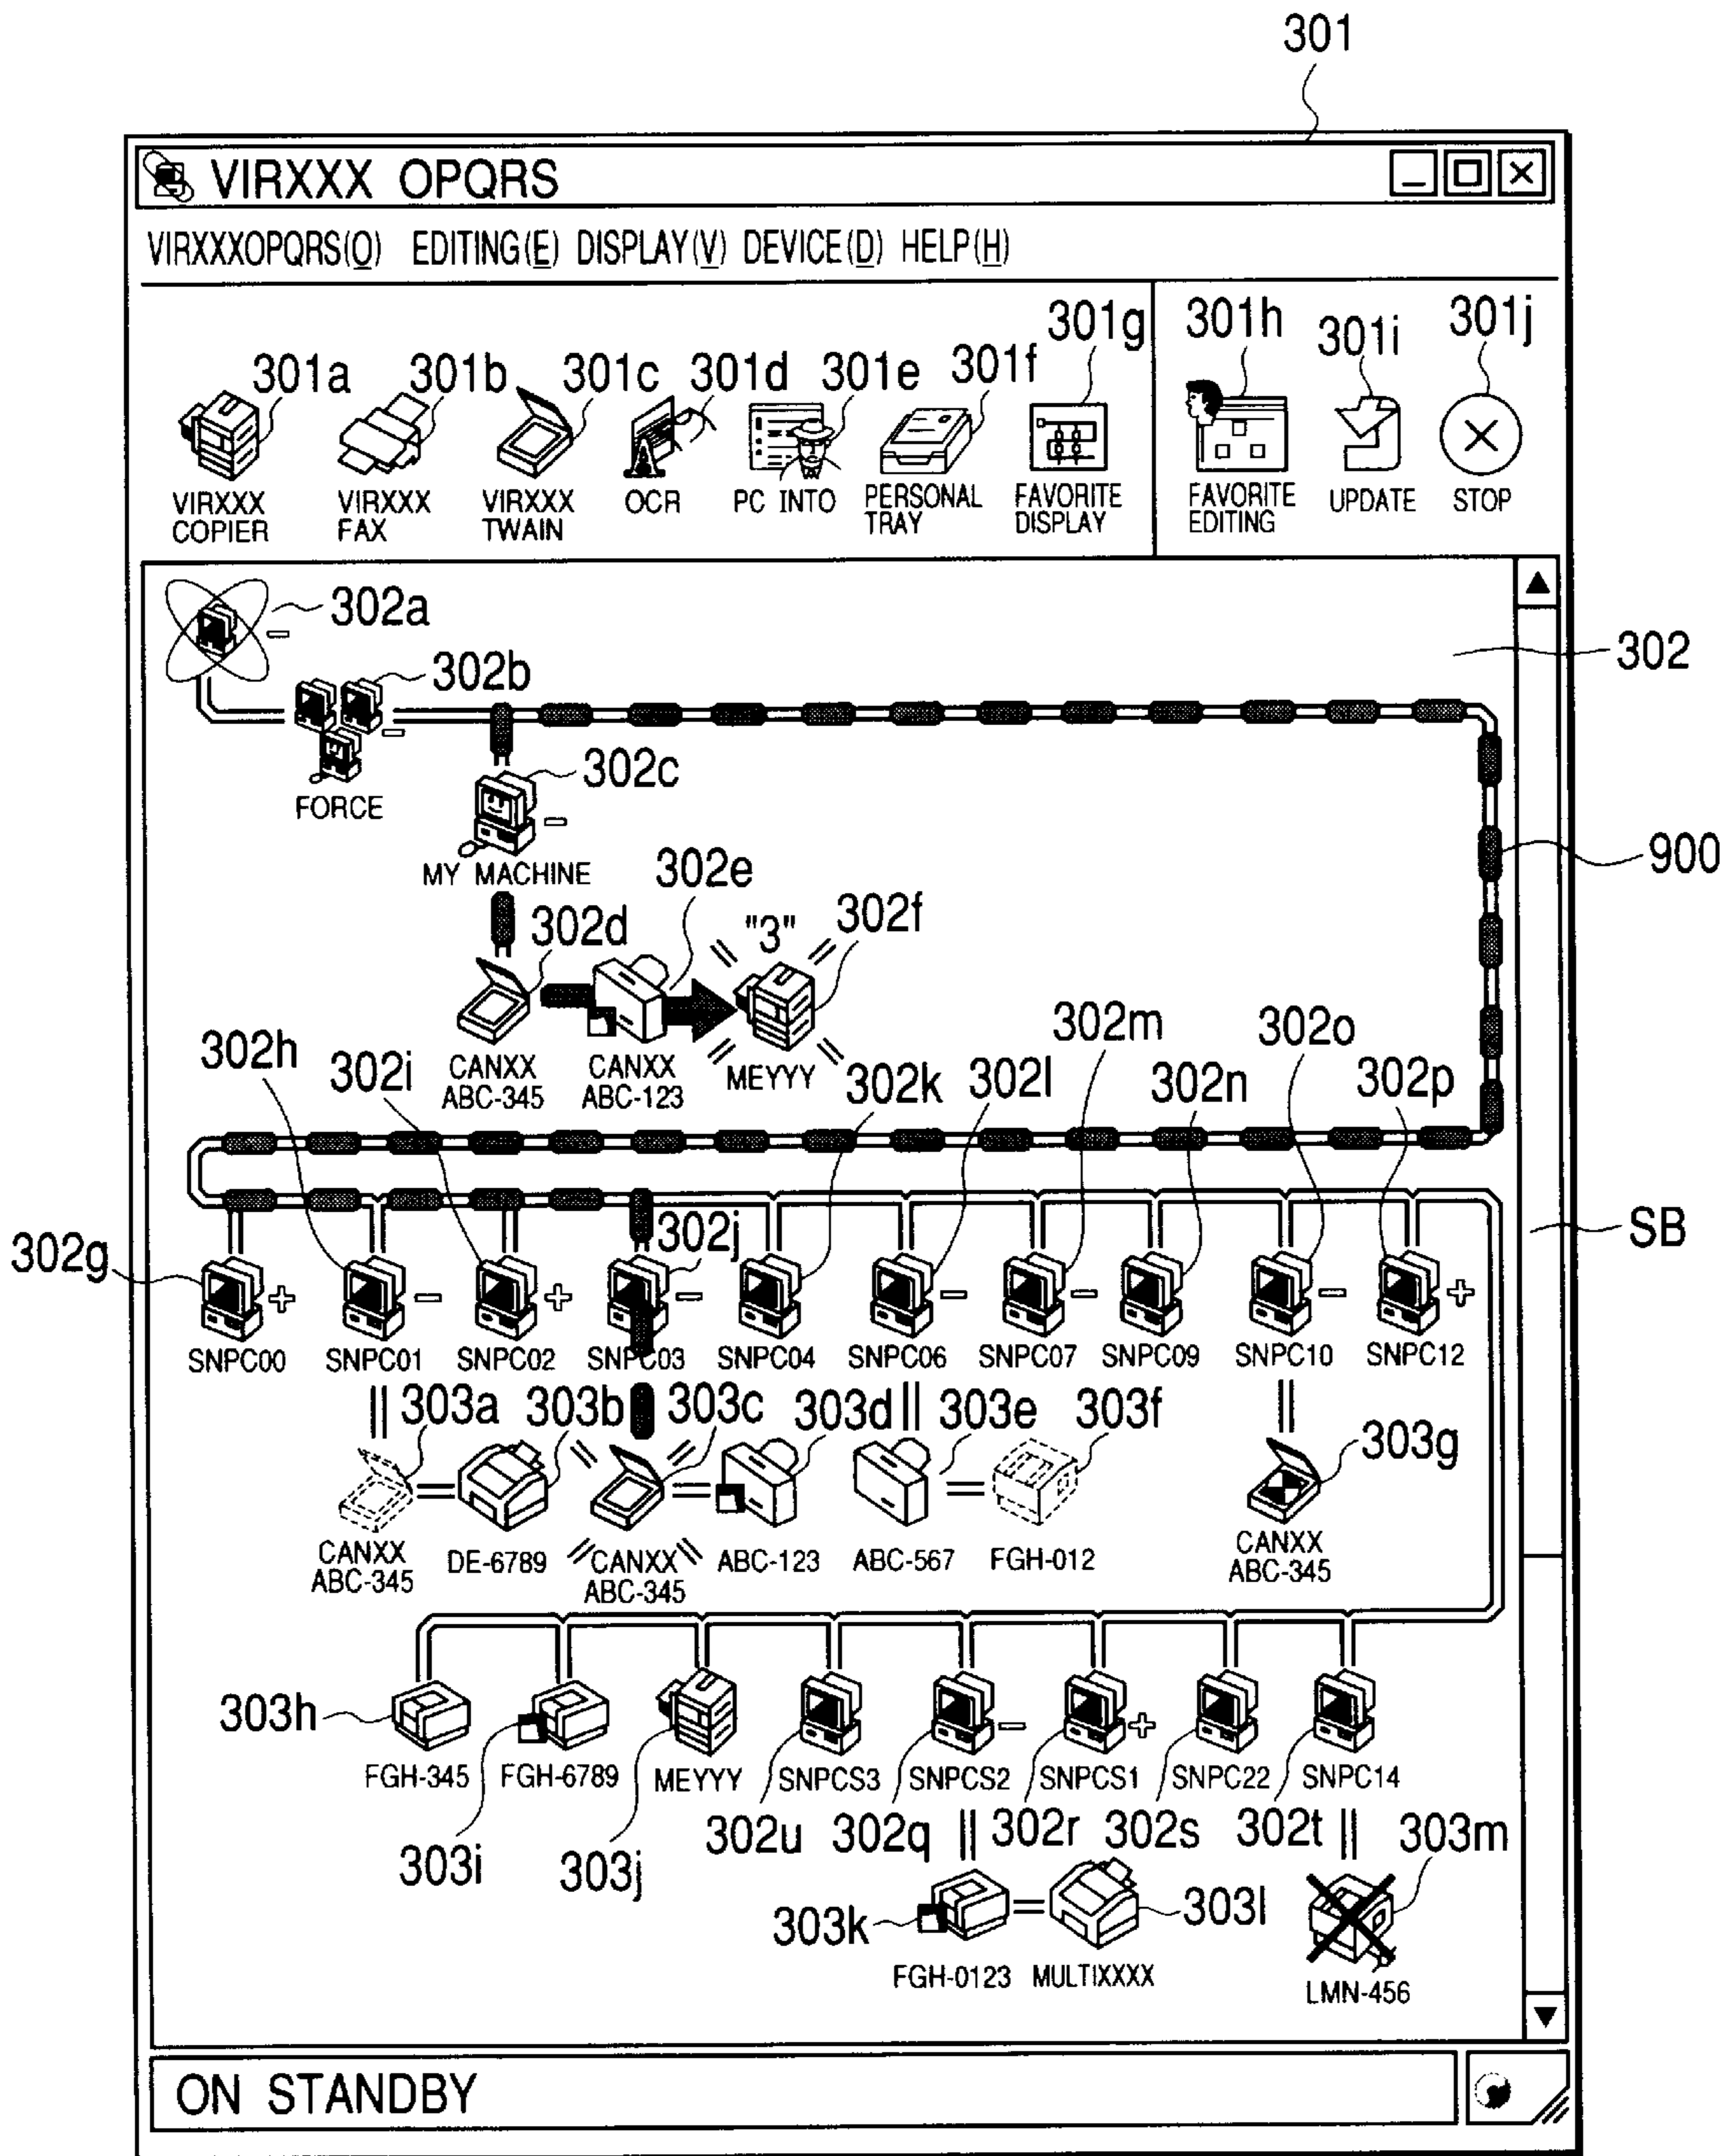 301
VIRXXX OPQRS
VIRXXXOPQRS(O) EDITING(E) DISPLAY(V) DEVICE(D) HELP(H)
301a 301b 301c 301d 301e 301f 301g 301h 301i 301j
VIRXXX COPIER
VIRXXX FAX
VIRXXX TWAIN
OCR
PC INTO
PERSONAL TRAY
FAVORITE DISPLAY
FAVORITE EDITING
UPDATE
STOP
302a
302
302b
FORCE
302c
900
MY MACHINE
302e
302d "3" 302f
302h 302i
CANXX ABC-345
CANXX ABC-123
MEYYY
302k 302l 302m 302n 302o 302p
302g 302j SB
SNPC00 SNPC01 SNPC02 SNPC03 SNPC04 SNPC06 SNPC07 SNPC09 SNPC10 SNPC12
303a 303b 303c 303d 303e 303f 303g
CANXX ABC-345
DE-6789
CANXX ABC-345
ABC-123
ABC-567
FGH-012
CANXX ABC-345
303h
FGH-345 FGH-6789 MEYYY SNPCS3 SNPCS2 SNPCS1 SNPC22 SNPC14
303i 303j 302u 302q 302r 302s 302t 303m
303k 303l
FGH-0123 MULTIXXXX LMN-456
ON STANDBY